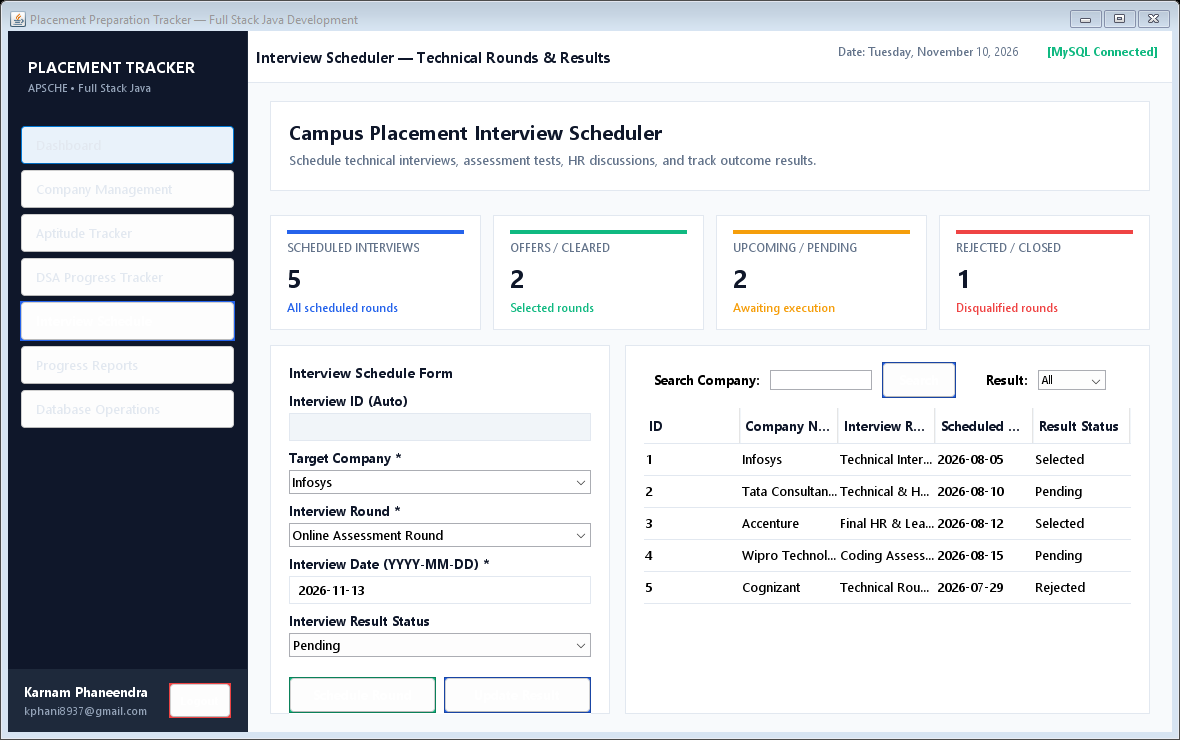 Placement Preparation Tracker — Full Stack Java Development
PLACEMENT TRACKER
APSCHE • Full Stack Java
Dashboard
Company Management
Aptitude Tracker
DSA Progress Tracker
Progress Reports
Database Operations
Karnam Phaneendra
kphani8937@gmail.com
Interview Scheduler — Technical Rounds & Results
Date: Tuesday, November 10, 2026
[MySQL Connected]
Campus Placement Interview Scheduler
Schedule technical interviews, assessment tests, HR discussions, and track outcome results.
SCHEDULED INTERVIEWS
5
All scheduled rounds
OFFERS / CLEARED
2
Selected rounds
UPCOMING / PENDING
2
Awaiting execution
REJECTED / CLOSED
1
Disqualified rounds
Interview Schedule Form
Interview ID (Auto)
Target Company *
Infosys
Interview Round *
Online Assessment Round
Interview Date (YYYY-MM-DD) *
2026-11-13
Interview Result Status
Pending
Search Company:
Result: All
ID Company N... Interview R... Scheduled ... Result Status
1 Infosys Technical Inter... 2026-08-05 Selected
2 Tata Consultan... Technical & H... 2026-08-10 Pending
3 Accenture Final HR & Lea... 2026-08-12 Selected
4 Wipro Technol... Coding Assess... 2026-08-15 Pending
5 Cognizant Technical Rou... 2026-07-29 Rejected